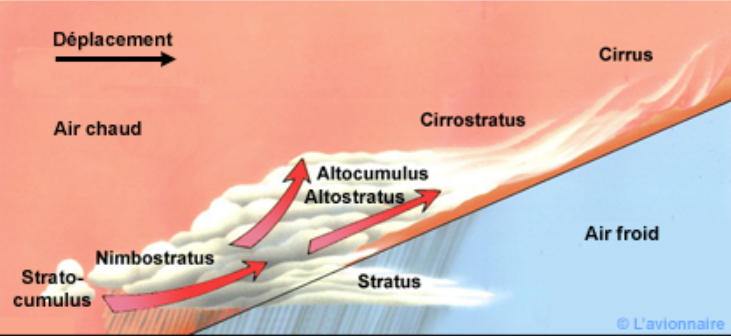 Déplacement
Cirrus
Air chaud
Cirrostratus
Altocumulus
Altostratus
Air froid
Nimbostratus
Strato-
cumulus
Stratus
© L'avionnaire